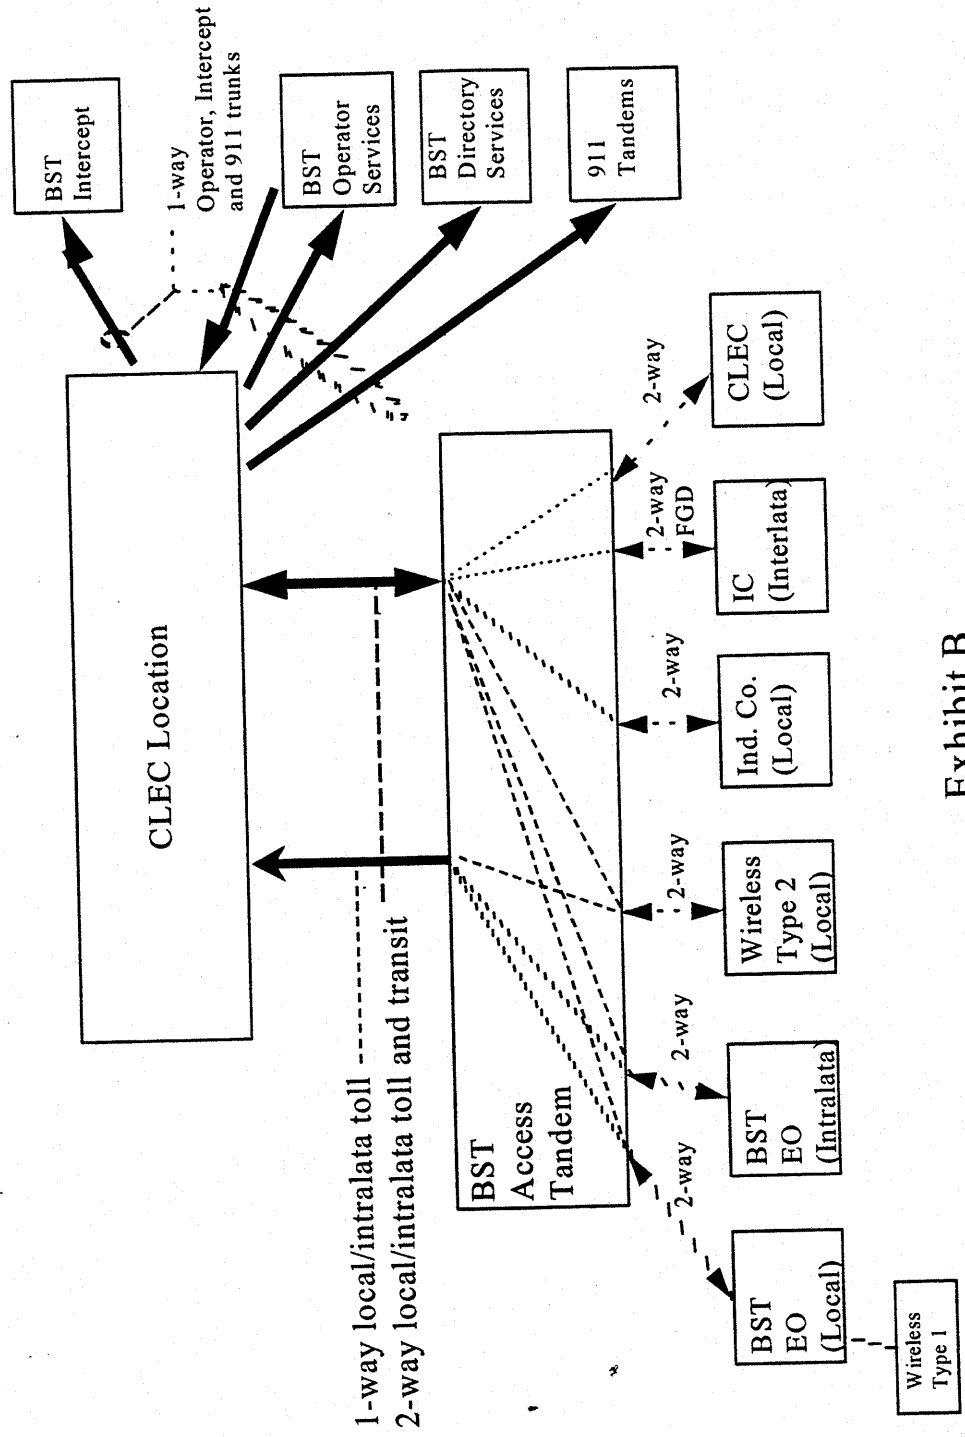 BST
Intercept
1-way
Operator, Intercept
and 911 trunks
BST
Operator
Services
BST
Directory
Services
911
Tandems
CLEC Location
1-way local/intralata toll
2-way local/intralata toll and transit
BST
Access
Tandem
2-way
2-way
2-way
2-way
2-way
FGD
2-way
BST
EO
(Local)
BST
EO
(Intralata)
Wireless
Type 2
(Local)
Ind. Co.
(Local)
IC
(Interlata)
CLEC
(Local)
Wireless
Type 1
Exhibit B